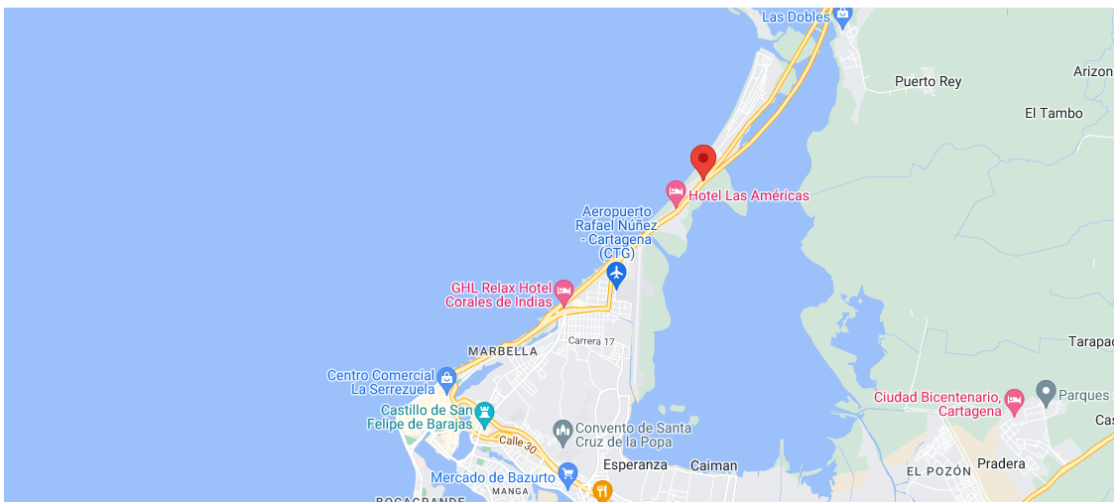 Las Dobles
Puerto Rey
Arizon
El Tambo
Hotel Las Américas
Aeropuerto
Rafael Núñez
- Cartagena
(CTG)
GHL Relax Hotel
Corales de Indias
Carrera 17
MARBELLA
Tarapac
Centro Comercial
La Serrezuela
Ciudad Bicentenario,
Cartagena
Parques
Castillo de San
Felipe de Barajas
Cas
Convento de Santa
Cruz de la Popa
Calle 30
Esperanza
Caiman
EL POZÓN
Pradera
Mercado de Bazurto
MANGA
BOCAGRANDE